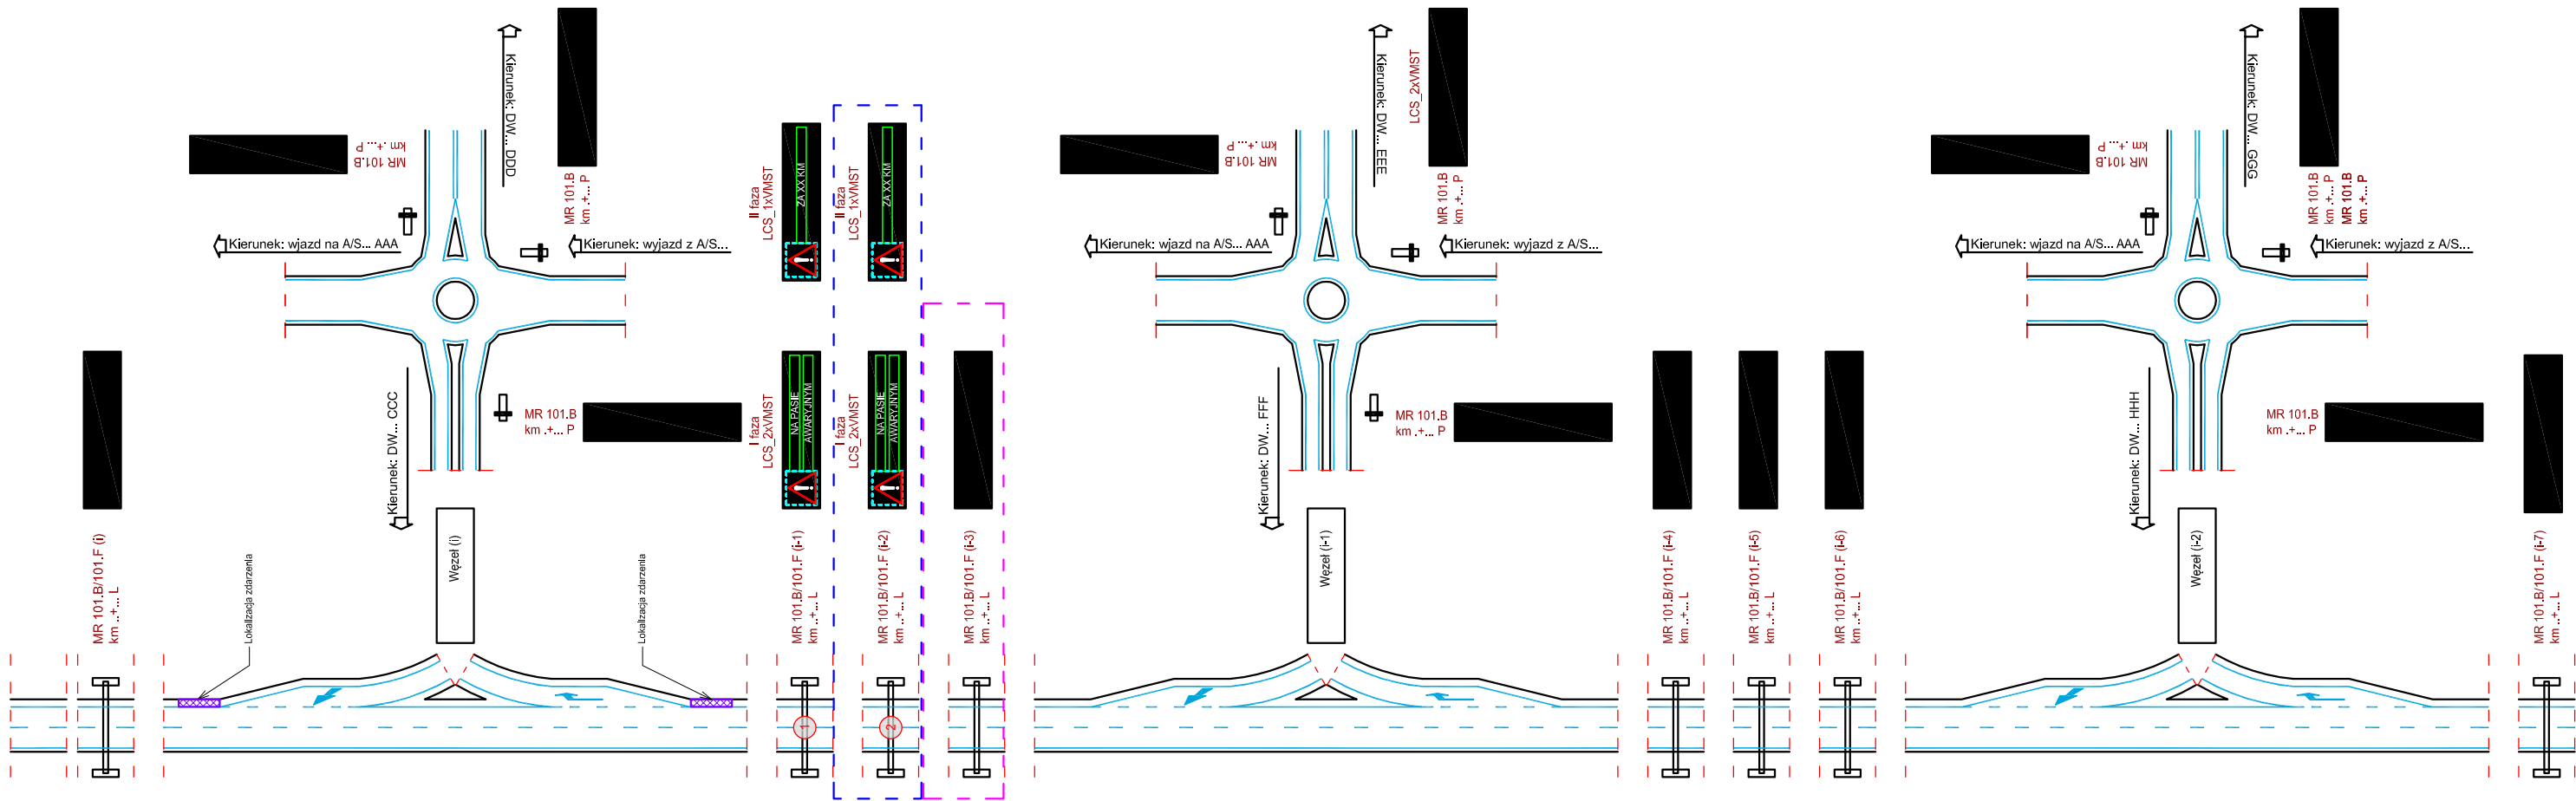 Kierunek: DW... DDD
MR 101.B
km .+... P
MR 101.B
km .+... P
Kierunek: wjazd na A/S... AAA
Kierunek: wyjazd z A/S...
Kierunek: DW... CCC
MR 101.B
km .+... P
II faza
LCS_1xVMST
ZA XX KM
II faza
LCS_1xVMST
ZA XX KM
I faza
LCS_2xVMST
NA PASIE
AWARYJNYM
I faza
LCS_2xVMST
NA PASIE
AWARYJNYM
Kierunek: DW... EEE
LCS_2xVMST
MR 101.B
km .+... P
MR 101.B
km .+... P
Kierunek: wjazd na A/S... AAA
Kierunek: wyjazd z A/S...
Kierunek: DW... FFF
MR 101.B
km .+... P
Kierunek: DW... GGG
MR 101.B
km .+... P
MR 101.B
km .+... P
MR 101.B
km .+... P
Kierunek: wjazd na A/S... AAA
Kierunek: wyjazd z A/S...
Kierunek: DW... HHH
MR 101.B
km .+... P
MR 101.B/101.F (i)
km ..+... L
Lokalizacja zdarzenia
Węzeł (i)
Lokalizacja zdarzenia
MR 101.B/101.F (i-1)
km ..+... L
MR 101.B/101.F (i-2)
km ..+... L
MR 101.B/101.F (i-3)
km ..+... L
Węzeł (i-1)
MR 101.B/101.F (i-4)
km ..+... L
MR 101.B/101.F (i-5)
km ..+... L
MR 101.B/101.F (i-6)
km ..+... L
Węzeł (i-2)
MR 101.B/101.F (i-7)
km ..+... L
1
2